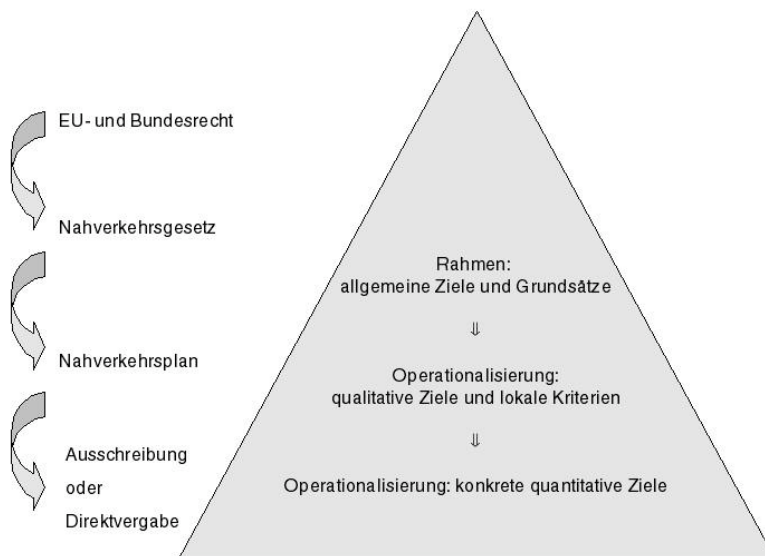 EU- und Bundesrecht
Nahverkehrsgesetz
Rahmen:
allgemeine Ziele und Grundsätze
⇓
Nahverkehrsplan
Operationalisierung:
qualitative Ziele und lokale Kriterien
⇓
Ausschreibung
oder
Direktvergabe
Operationalisierung: konkrete quantitative Ziele